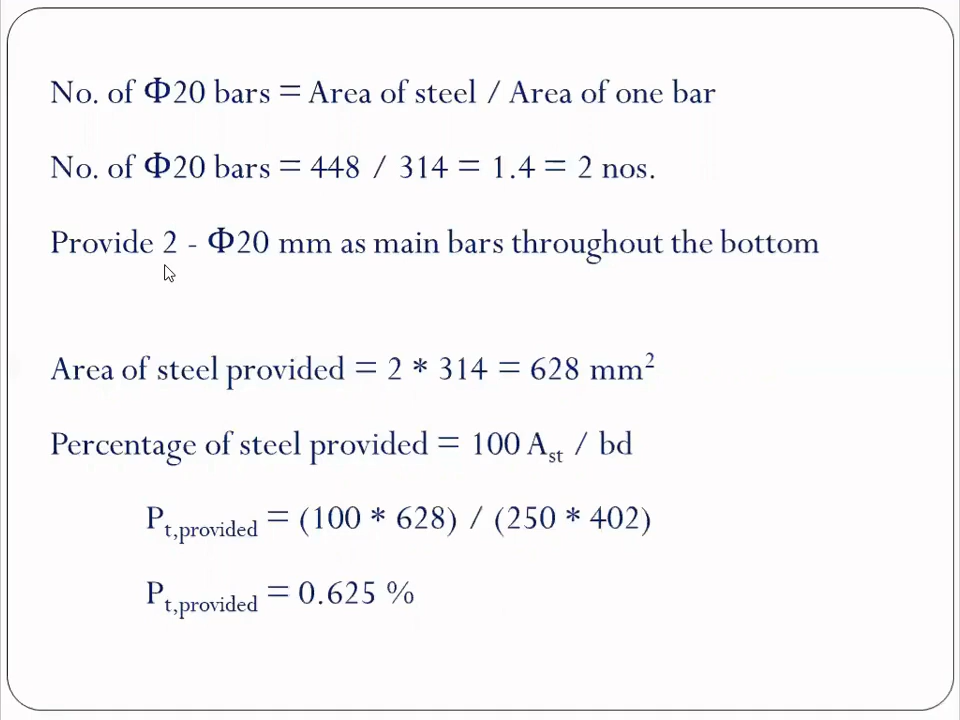 No. of Φ20 bars = Area of steel / Area of one bar
No. of Φ20 bars = 448 / 314 = 1.4 = 2 nos.
Provide 2 - Φ20 mm as main bars throughout the bottom
Area of steel provided = 2 * 314 = 628 mm²
Percentage of steel provided = 100 Ast / bd
Pt,provided = (100 * 628) / (250 * 402)
Pt,provided = 0.625 %